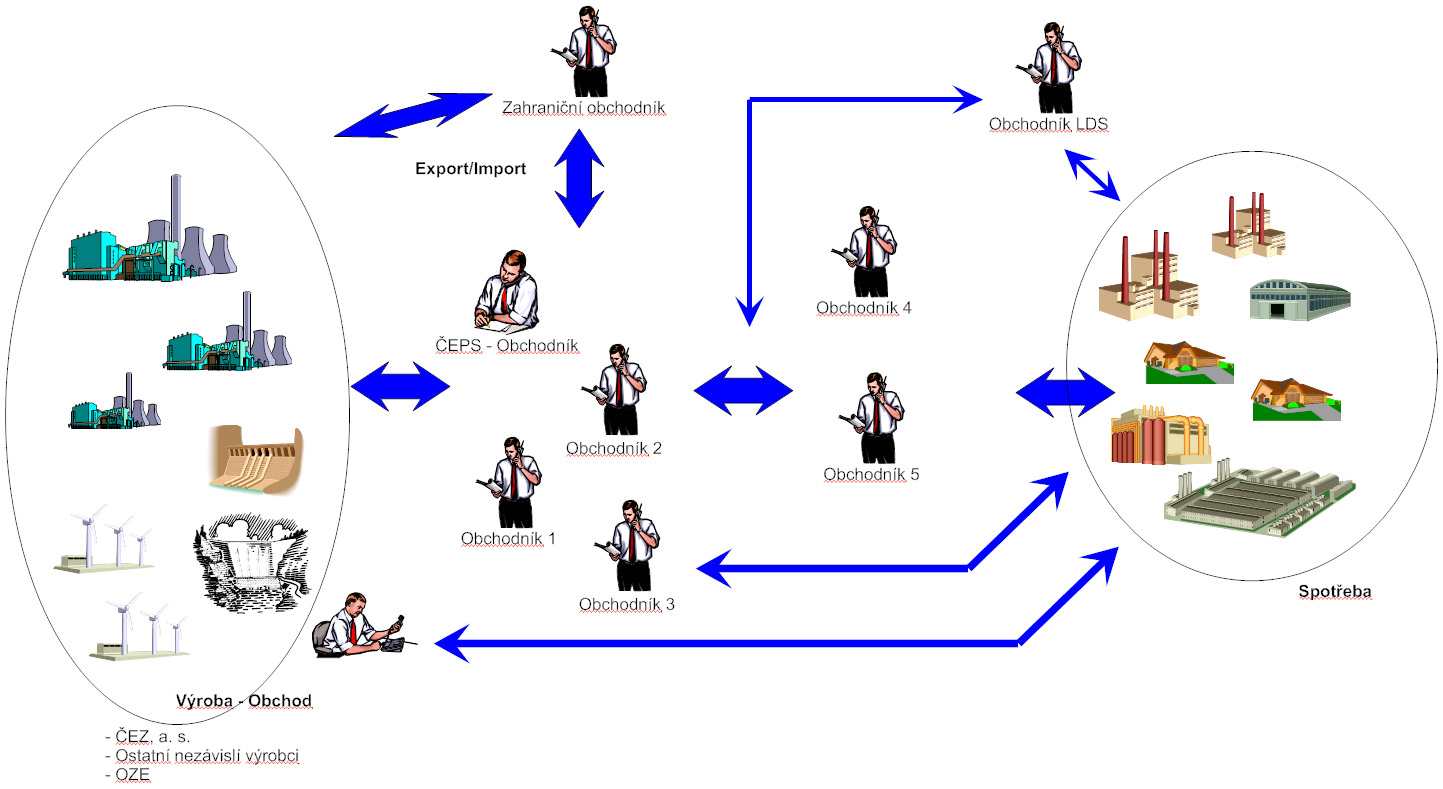 Zahraniční obchodník
Obchodník LDS
Export/Import
Obchodník 4
ČEPS - Obchodník
Obchodník 2
Obchodník 5
Obchodník 1
Obchodník 3
Spotřeba
Výroba - Obchod
- ČEZ, a. s.
- Ostatní nezávislí výrobci
- OZE